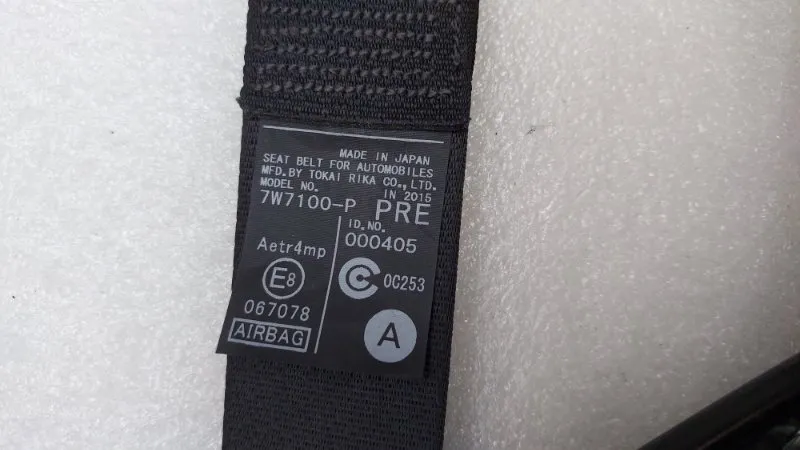 MADE IN JAPAN
SEAT BELT FOR AUTOMOBILES
MFD. BY TOKAI RIKA CO., LTD.
MODEL NO. IN 2015
7W7100-P PRE
ID. NO.
000405
Aetr4mp
E8
C 0C253
067078
A
AIRBAG